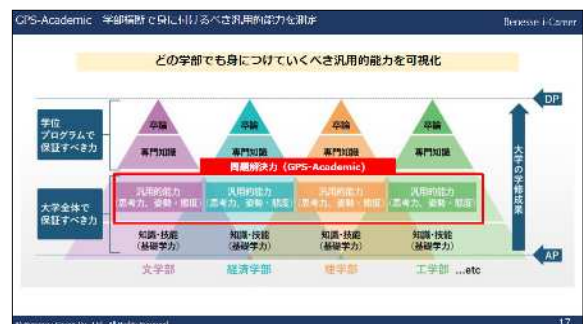 GPS-Academic 学部横断で身に付けるべき汎用的能力を測定
Benesse i-Career
どの学部でも身につけていくべき汎用的能力を可視化
DP
学位
プログラムで
保証すべき力
卒論 卒論 卒論 卒論
専門知識 専門知識 専門知識 専門知識
問題解決力（GPS-Academic）
大学全体で
保証すべき力
汎用的能力 汎用的能力 汎用的能力 汎用的能力
(思考力、姿勢・態度) (思考力、姿勢・態度) (思考力、姿勢・態度) (思考力、姿勢・態度)
知識・技能 知識・技能 知識・技能 知識・技能
(基礎学力) (基礎学力) (基礎学力) (基礎学力)
大学の学修成果
AP
文学部 経済学部 理学部 工学部 ...etc
17